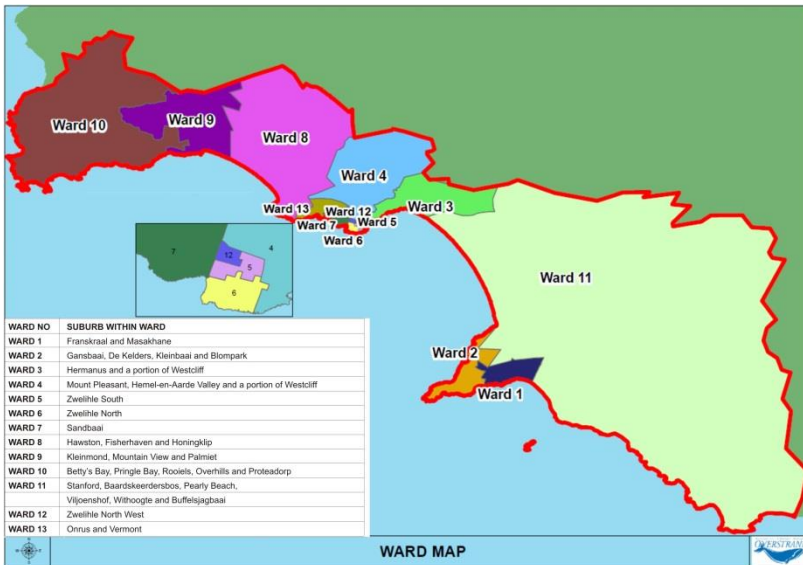 Ward 10
Ward 9
Ward 8
Ward 4
Ward 3
Ward 13
Ward 12
Ward 7
Ward 5
Ward 6
Ward 11
Ward 2
Ward 1
7
4
12
5
6
WARD NO SUBURB WITHIN WARD
WARD 1 Franskraal and Masakhane
WARD 2 Gansbaai, De Kelders, Kleinbaai and Blompark
WARD 3 Hermanus and a portion of Westcliff
WARD 4 Mount Pleasant, Hemel-en-Aarde Valley and a portion of Westcliff
WARD 5 Zwelihle South
WARD 6 Zwelihle North
WARD 7 Sandbaai
WARD 8 Hawston, Fisherhaven and Honingklip
WARD 9 Kleinmond, Mountain View and Palmiet
WARD 10 Betty's Bay, Pringle Bay, Rooiels, Overhills and Proteadorp
WARD 11 Stanford, Baardskeerdersbos, Pearly Beach,
Viljoenshof, Withoogte and Buffelsjagbaai
WARD 12 Zwelihle North West
WARD 13 Onrus and Vermont
WARD MAP